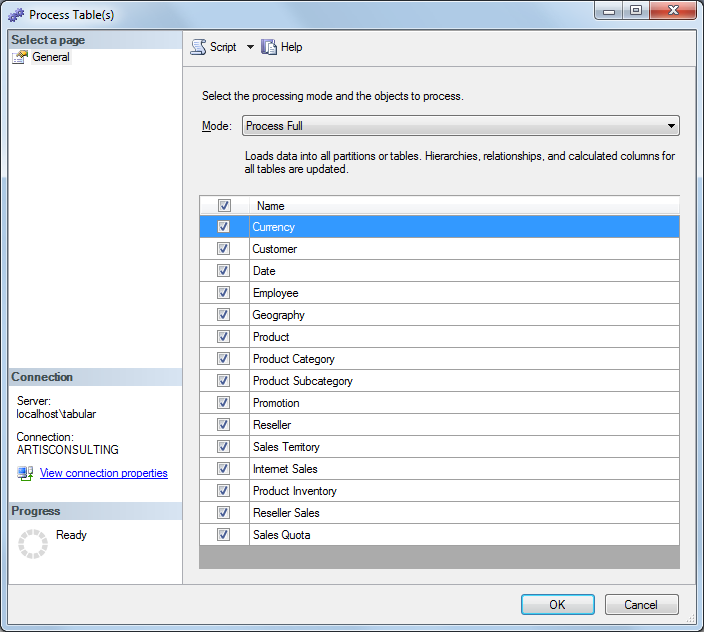 Process Table(s)
Select a page
General
Script
Help
Select the processing mode and the objects to process.
Mode:
Process Full
Loads data into all partitions or tables. Hierarchies, relationships, and calculated columns for
all tables are updated.
Name
Currency
Customer
Date
Employee
Geography
Product
Product Category
Product Subcategory
Promotion
Reseller
Sales Territory
Internet Sales
Product Inventory
Reseller Sales
Sales Quota
Connection
Server:
localhost\tabular
Connection:
ARTISCONSULTING
View connection properties
Progress
Ready
OK
Cancel